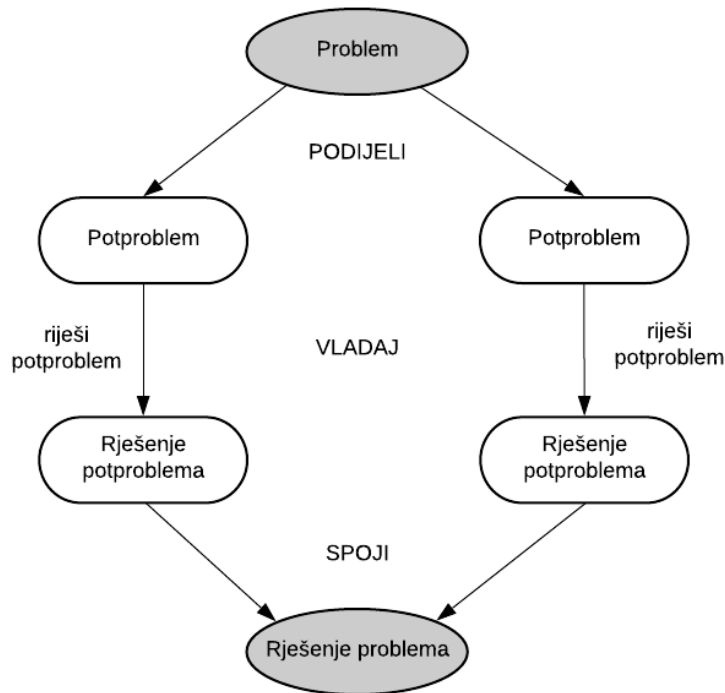 Problem
PODIJELI
Potproblem
Potproblem
riješi
potproblem
VLADAJ
riješi
potproblem
Rješenje
potproblema
Rješenje
potproblema
SPOJI
Rješenje problema